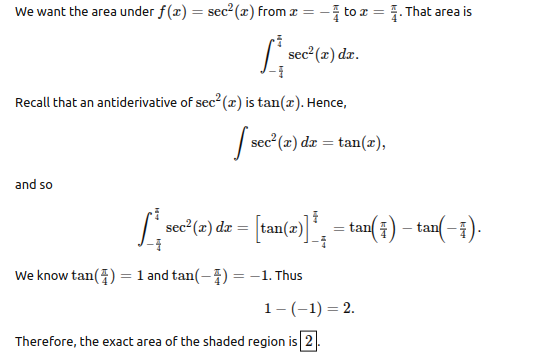 We want the area under f(x) = sec²(x) from x = −π/4 to x = π/4. That area is
∫_{−π/4}^{π/4} sec²(x) dx.
Recall that an antiderivative of sec²(x) is tan(x). Hence,
∫ sec²(x) dx = tan(x),
and so
∫_{−π/4}^{π/4} sec²(x) dx = [tan(x)]_{−π/4}^{π/4} = tan(π/4) − tan(−π/4).
We know tan(π/4) = 1 and tan(−π/4) = −1. Thus
1 − (−1) = 2.
Therefore, the exact area of the shaded region is 2.